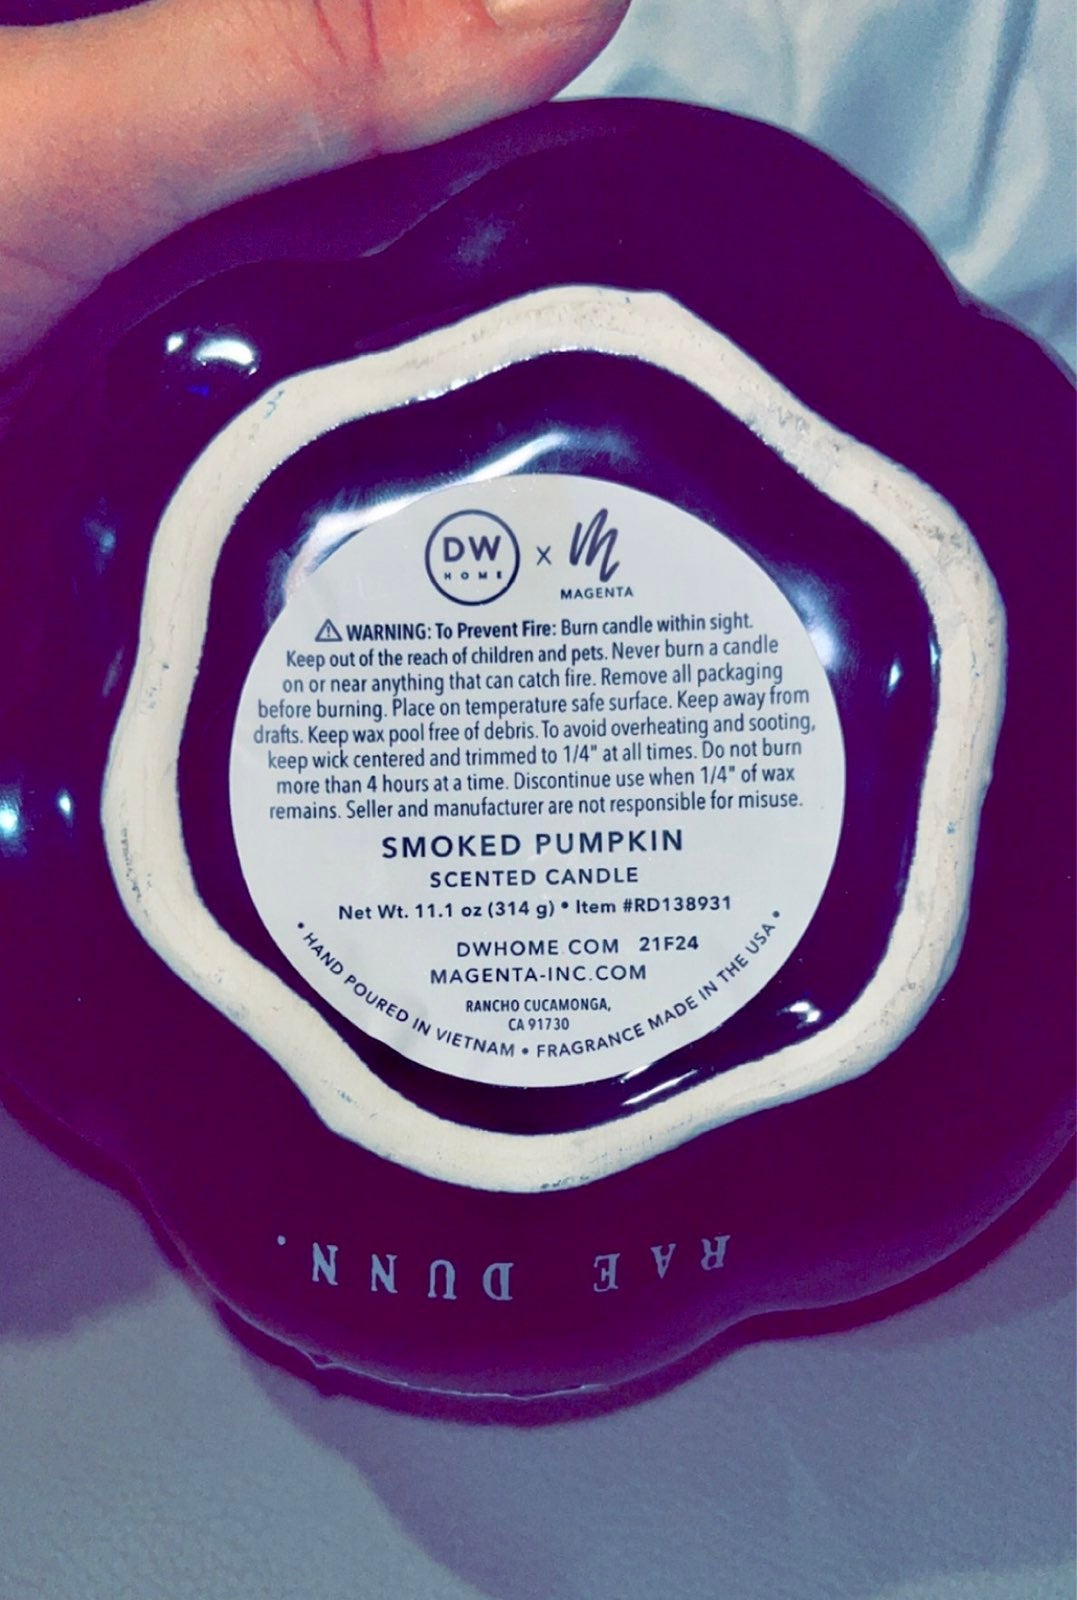 DW
HOME
X
MAGENTA
⚠ WARNING: To Prevent Fire: Burn candle within sight.
Keep out of the reach of children and pets. Never burn a candle
on or near anything that can catch fire. Remove all packaging
before burning. Place on temperature safe surface. Keep away from
drafts. Keep wax pool free of debris. To avoid overheating and sooting,
keep wick centered and trimmed to 1/4" at all times. Do not burn
more than 4 hours at a time. Discontinue use when 1/4" of wax
remains. Seller and manufacturer are not responsible for misuse.
SMOKED PUMPKIN
SCENTED CANDLE
Net Wt. 11.1 oz (314 g) • Item #RD138931
DWHOME.COM 21F24
MAGENTA-INC.COM
RANCHO CUCAMONGA,
CA 91730
• HAND POURED IN VIETNAM • FRAGRANCE MADE IN THE USA •
RAE DUNN.